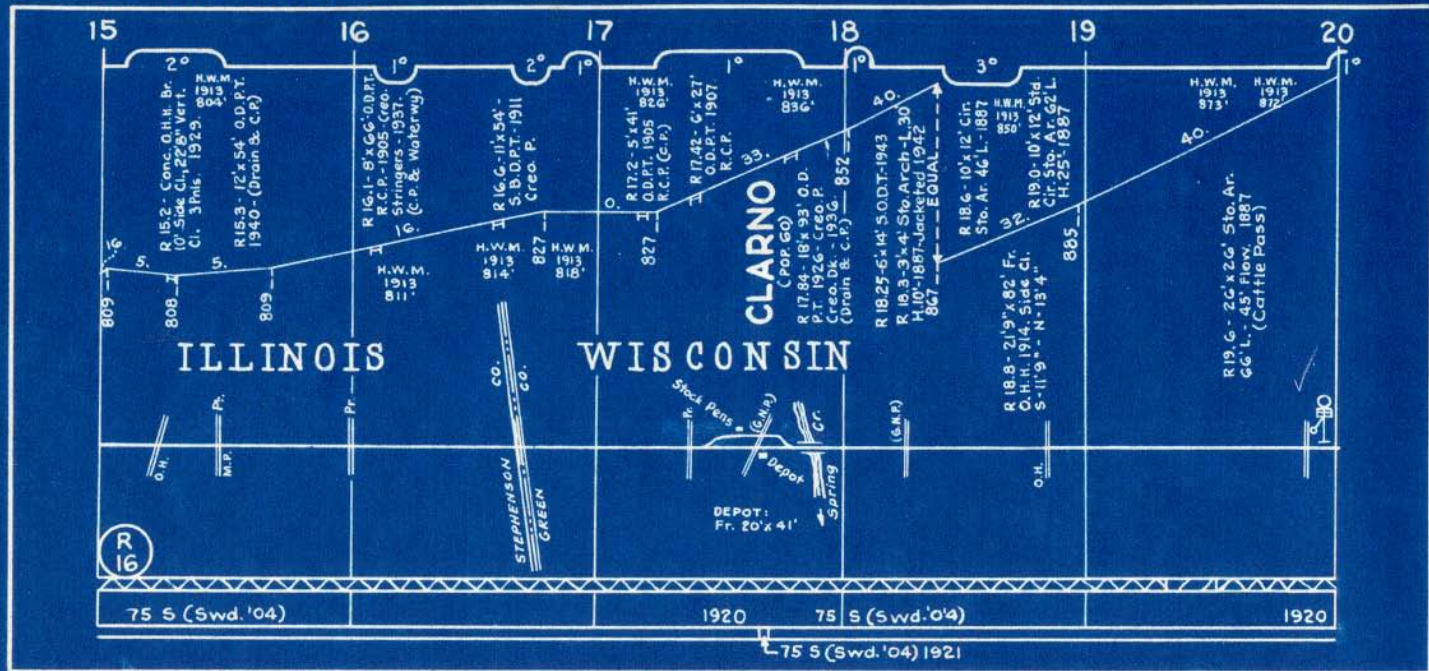 15 16 17 18 19 20
2° 1° 2° 1° 1° 1° 3° 1°
R 15.2 - Conc. O.H.H. Br.
10' Side Cl., 22'8" Vert.
Cl. 3 Pnls. 1929.
H.W.M.
1913
804'
R 15.3 - 12'x 54' O.D.P.T.
1940 - (Drain & C.P.)
R 16.1 - 8'x 66' O.D.P.T.
R.C.P. - 1905 Creo.
Stringers - 1937.
(C.P. & Waterwy)
R 16.6 - 11'x 54' -
S.B.D.P.T. - 1911
Creo. P.
H.W.M.
1913
826'
R 17.2 - 5'x 41'
O.D.P.T. 1905
R.C.P. (C.P.)
R 17.42 - 6'x 27'
O.D.P.T. 1907.
R.C.P.
H.W.M.
1913
836'
CLARNO
(POP. 60)
R 17.84 - 18'x 93' O.D.
P.T. 1926 - Creo. P.
Creo. Dk. - 1936.
(Drain & C.P.)
R 18.25 - 6'x 14' S.O.D.T. - 1943
R 18.3 - 3'x 4' Sto. Arch - L. 30'
H. 10' - 1887 - Jacketed 1942
867
EQUAL
R 18.6 - 10'x 12' Cin
Sto. Ar. 46' L. - 1887
H.W.M.
1913
850'
R 19.0 - 10'x 12' Std.
Cir. Sto. Ar. 62' L.
H. 25' - 1887
R 18.8 - 21'9"x 82' Fr.
O.H.H. 1914. Side Cl.
S - 11'9" - N - 13'4"
H.W.M.
1913
873'
H.W.M.
1913
872'
R 19.6 - 26'x 26' Sto. Ar.
66' L. - 45' Flow. 1887
(Cattle Pass)
16. 5. 5. 16. 0. 33. 40. 32. 40.
809 808 809 827 827 852 885
H.W.M.
1913
811'
H.W.M.
1913
814'
H.W.M.
1913
818'
ILLINOIS WISCONSIN
O.H.
Pt.
M.P.
Pr.
CO.
CO.
STEPHENSON
GREEN
Pr.
Stock Pens
(G.N.P.)
Depot
Cr.
Spring
(G.N.P.)
O.H.
DEPOT:
Fr. 20'x 41'
R
16
75 S (Swd. '04) 1920 75 S (Swd. '04) 1920
75 S (Swd. '04) 1921